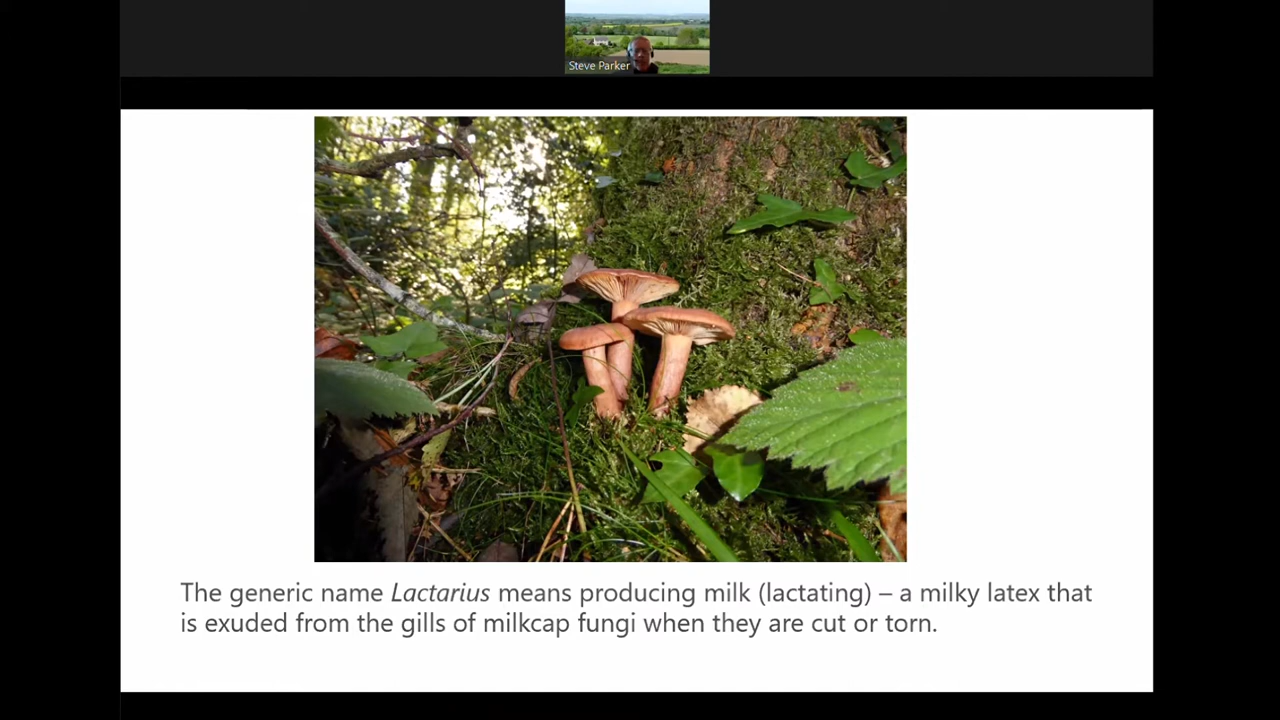 Steve Parker
The generic name Lactarius means producing milk (lactating) – a milky latex that
is exuded from the gills of milkcap fungi when they are cut or torn.